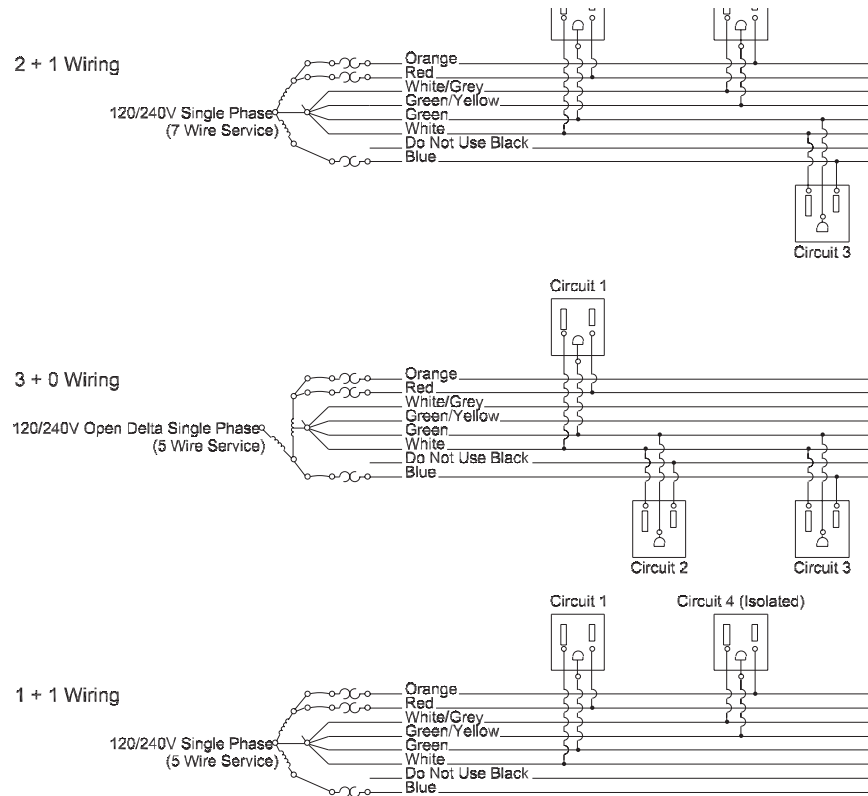 2 + 1 Wiring
120/240V Single Phase
(7 Wire Service)
Orange
Red
White/Grey
Green/Yellow
Green
White
Do Not Use Black
Blue
Circuit 3
Circuit 1
3 + 0 Wiring
120/240V Open Delta Single Phase
(5 Wire Service)
Orange
Red
White/Grey
Green/Yellow
Green
White
Do Not Use Black
Blue
Circuit 2
Circuit 3
Circuit 1
Circuit 4 (Isolated)
1 + 1 Wiring
120/240V Single Phase
(5 Wire Service)
Orange
Red
White/Grey
Green/Yellow
Green
White
Do Not Use Black
Blue